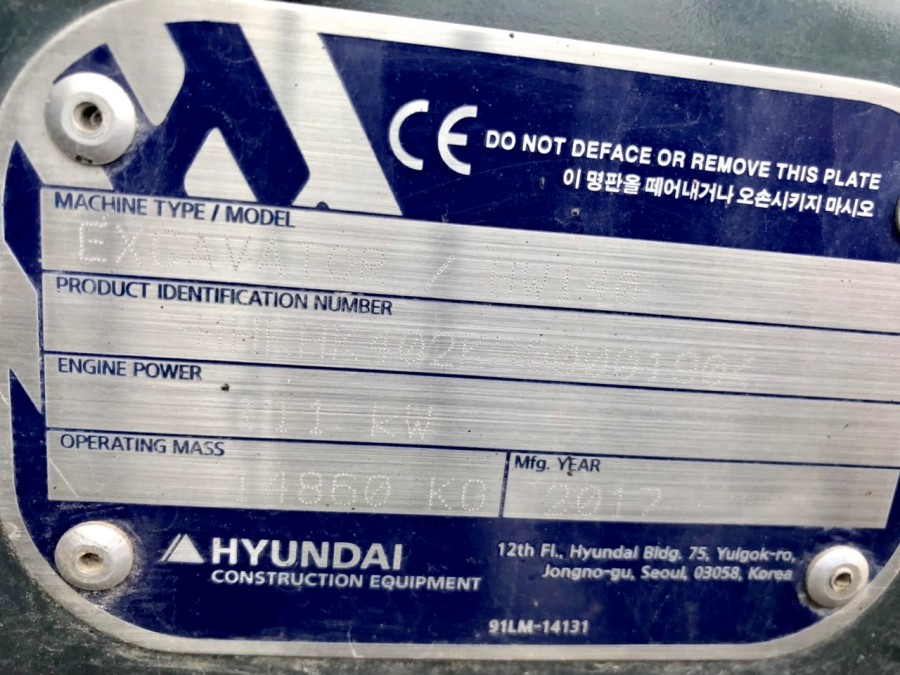 CE DO NOT DEFACE OR REMOVE THIS PLATE
이 명판을 떼어내거나 오손시키지 마시오
MACHINE TYPE / MODEL
EXCAVATOR / HW140
PRODUCT IDENTIFICATION NUMBER
ENGINE POWER
111 KW
OPERATING MASS
Mfg. YEAR
14860 KG
2017
HYUNDAI
CONSTRUCTION EQUIPMENT
12th Fl., Hyundai Bldg. 75. Yulgok-ro,
Jongno-gu, Seoul, 03058, Korea
91LM-14131